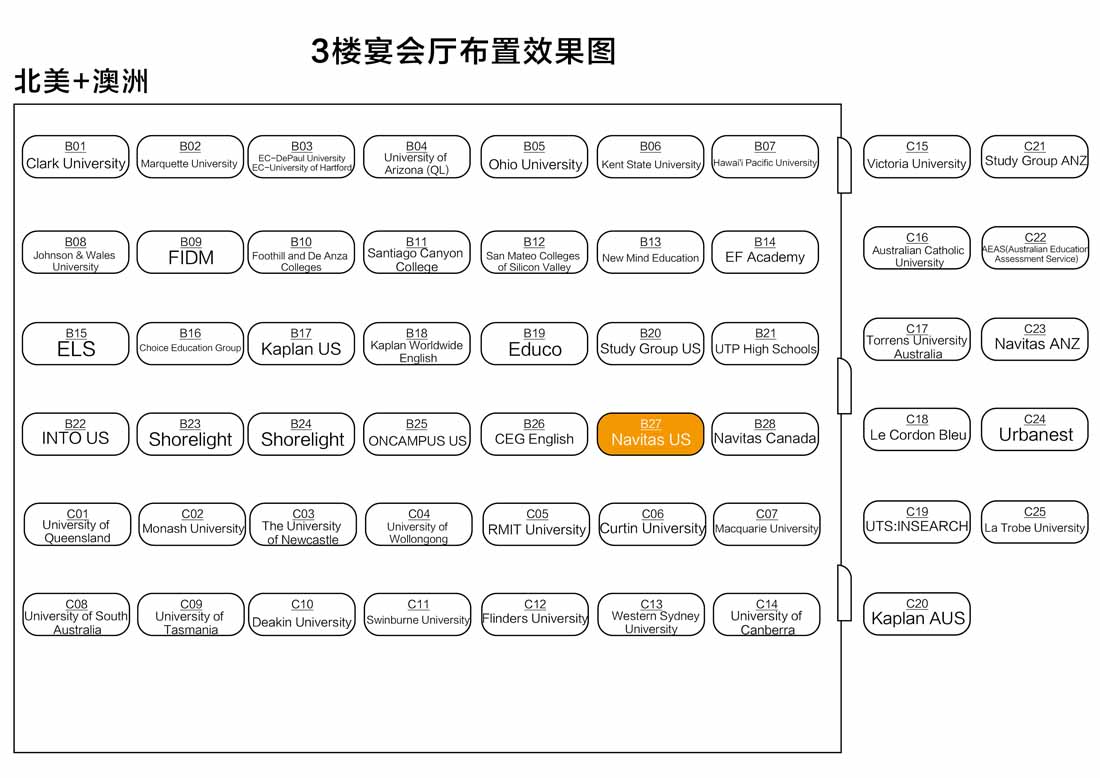 3楼宴会厅布置效果图
北美+澳洲
B01
Clark University
B02
Marquette University
B03
EC-DePaul University
EC-University of Hartford
B04
University of
Arizona (QL)
B05
Ohio University
B06
Kent State University
B07
Hawai'i Pacific University
C15
Victoria University
C21
Study Group ANZ
B08
Johnson & Wales
University
B09
FIDM
B10
Foothill and De Anza
Colleges
B11
Santiago Canyon
College
B12
San Mateo Colleges
of Silicon Valley
B13
New Mind Education
B14
EF Academy
C16
Australian Catholic
University
C22
AEAS(Australian Education
Assessment Service)
B15
ELS
B16
Choice Education Group
B17
Kaplan US
B18
Kaplan Worldwide
English
B19
Educo
B20
Study Group US
B21
UTP High Schools
C17
Torrens University
Australia
C23
Navitas ANZ
B22
INTO US
B23
Shorelight
B24
Shorelight
B25
ONCAMPUS US
B26
CEG English
B27
Navitas US
B28
Navitas Canada
C18
Le Cordon Bleu
C24
Urbanest
C01
University of
Queensland
C02
Monash University
C03
The University
of Newcastle
C04
University of
Wollongong
C05
RMIT University
C06
Curtin University
C07
Macquarie University
C19
UTS:INSEARCH
C25
La Trobe University
C08
University of South
Australia
C09
University of
Tasmania
C10
Deakin University
C11
Swinburne University
C12
Flinders University
C13
Western Sydney
University
C14
University of
Canberra
C20
Kaplan AUS